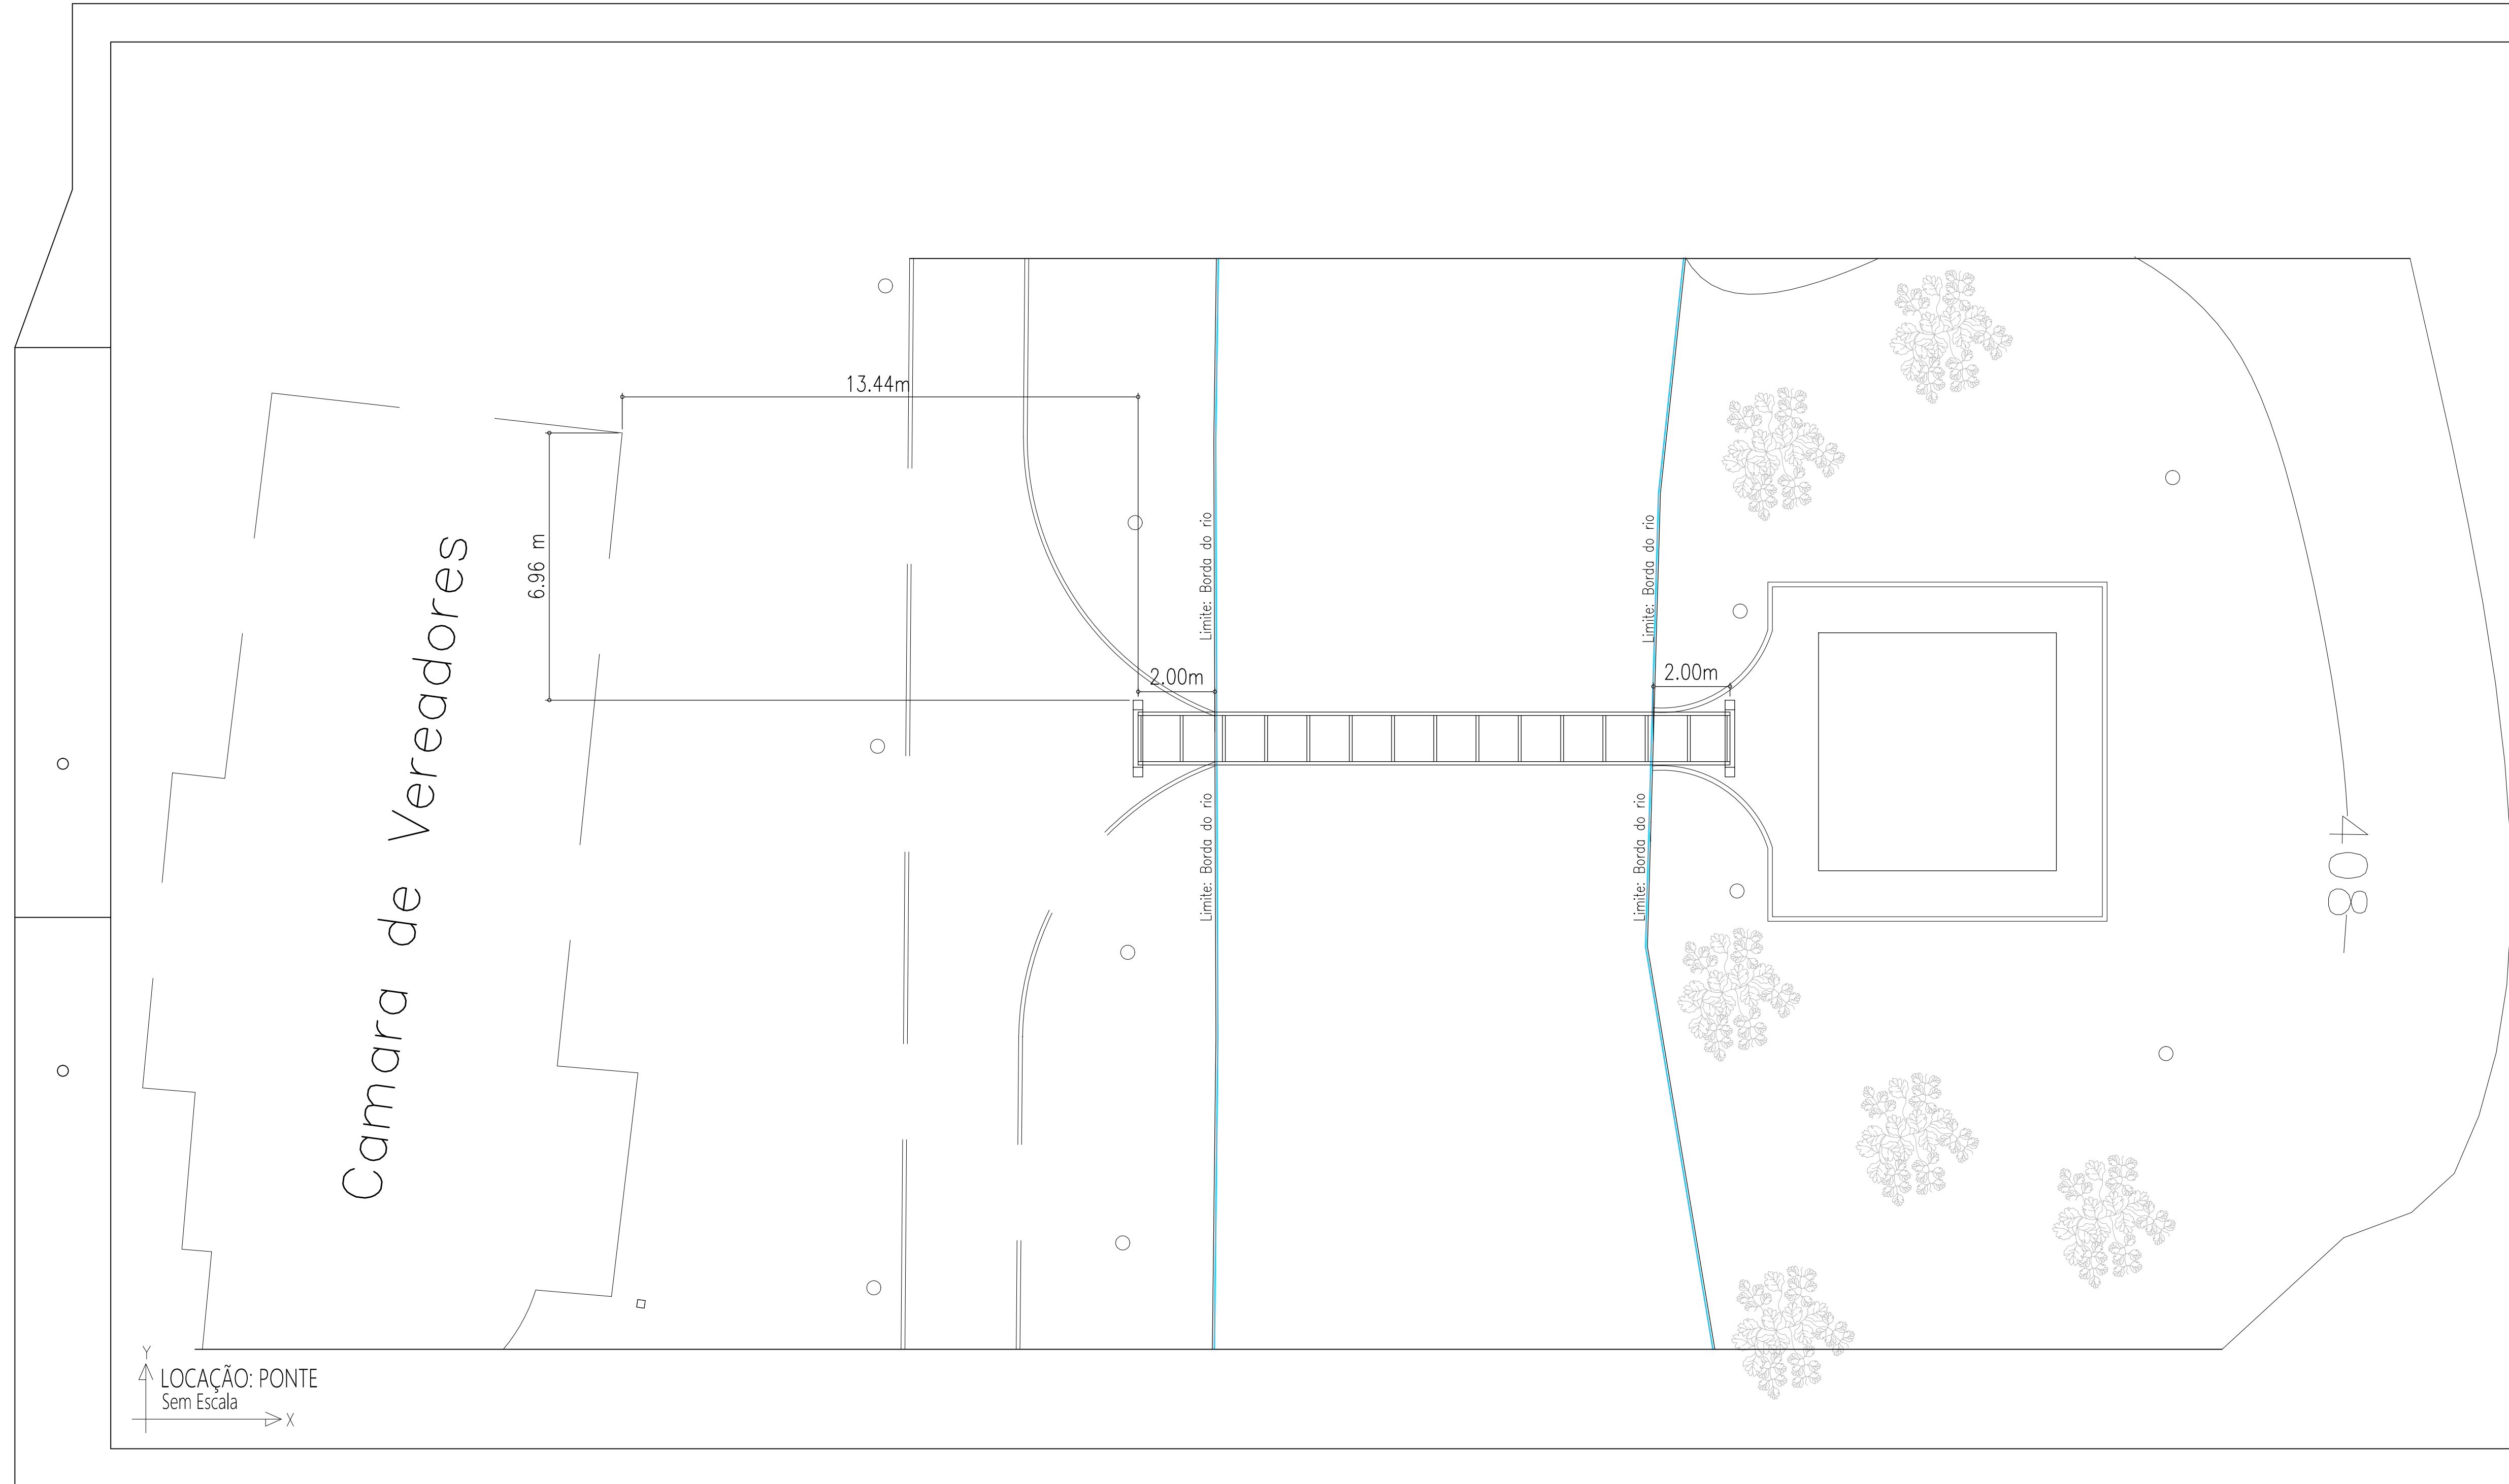 13.44m
6.96 m
Limite: Borda do rio
Limite: Borda do rio
Camara de Vereadores
2.00m
2.00m
Limite: Borda do rio
Limite: Borda do rio
408
Y
LOCAÇÃO: PONTE
Sem Escala
X